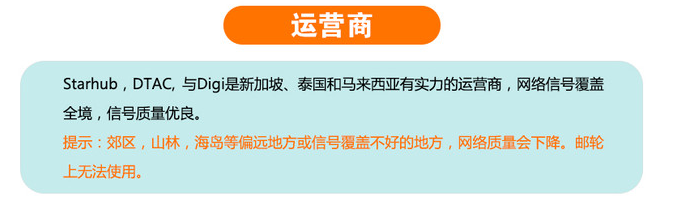 运营商
Starhub，DTAC, 与Digi是新加坡、泰国和马来西亚有实力的运营商，网络信号覆盖
全境，信号质量优良。
提示：郊区，山林，海岛等偏远地方或信号覆盖不好的地方，网络质量会下降。邮轮
上无法使用。